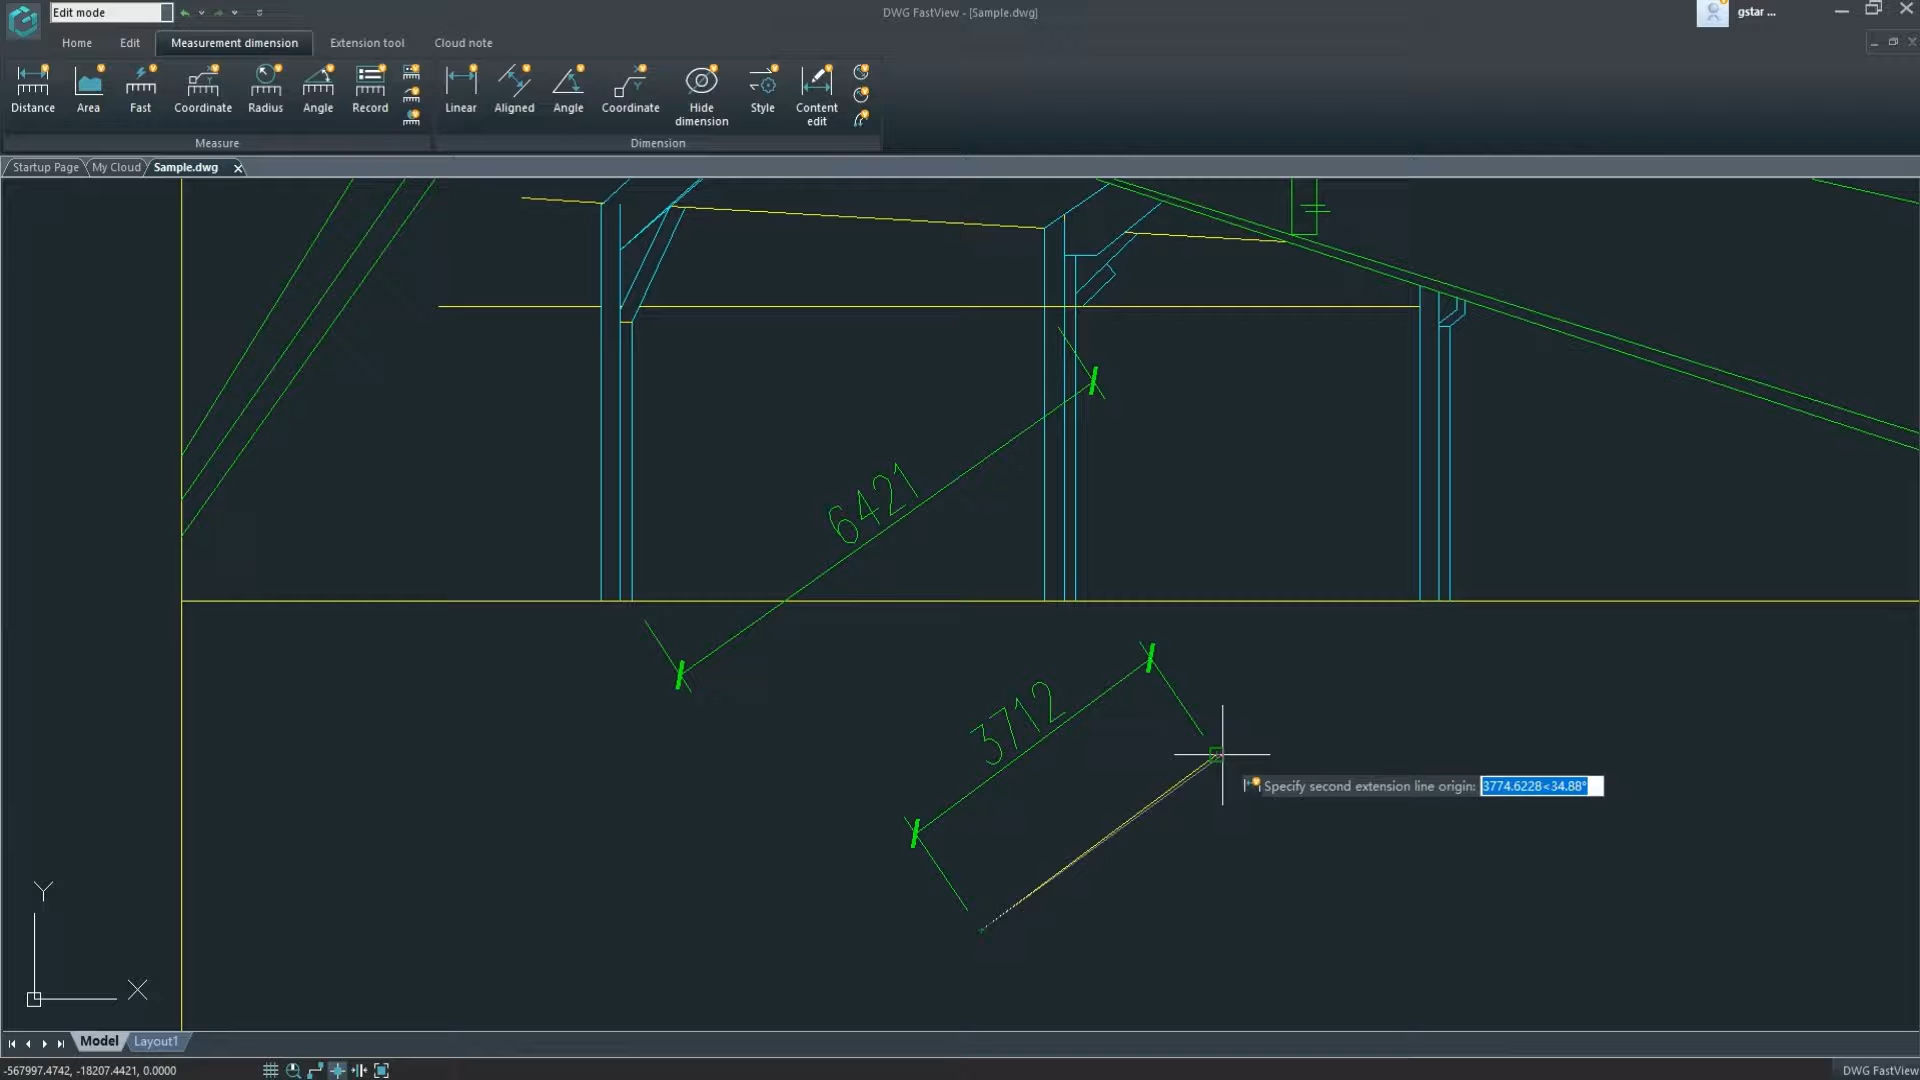 Edit mode
DWG FastView - [Sample.dwg]
gstar ...
Home Edit Measurement dimension Extension tool Cloud note
Distance Area Fast Coordinate Radius Angle Record Linear Aligned Angle Coordinate Hide dimension Style Content edit
Measure Dimension
Startup Page My Cloud Sample.dwg
6421
3712
Specify second extension line origin: 3774.6228<34.88°
Y
X
Model Layout1
-567997.4742, -18207.4421, 0.0000
DWG FastView